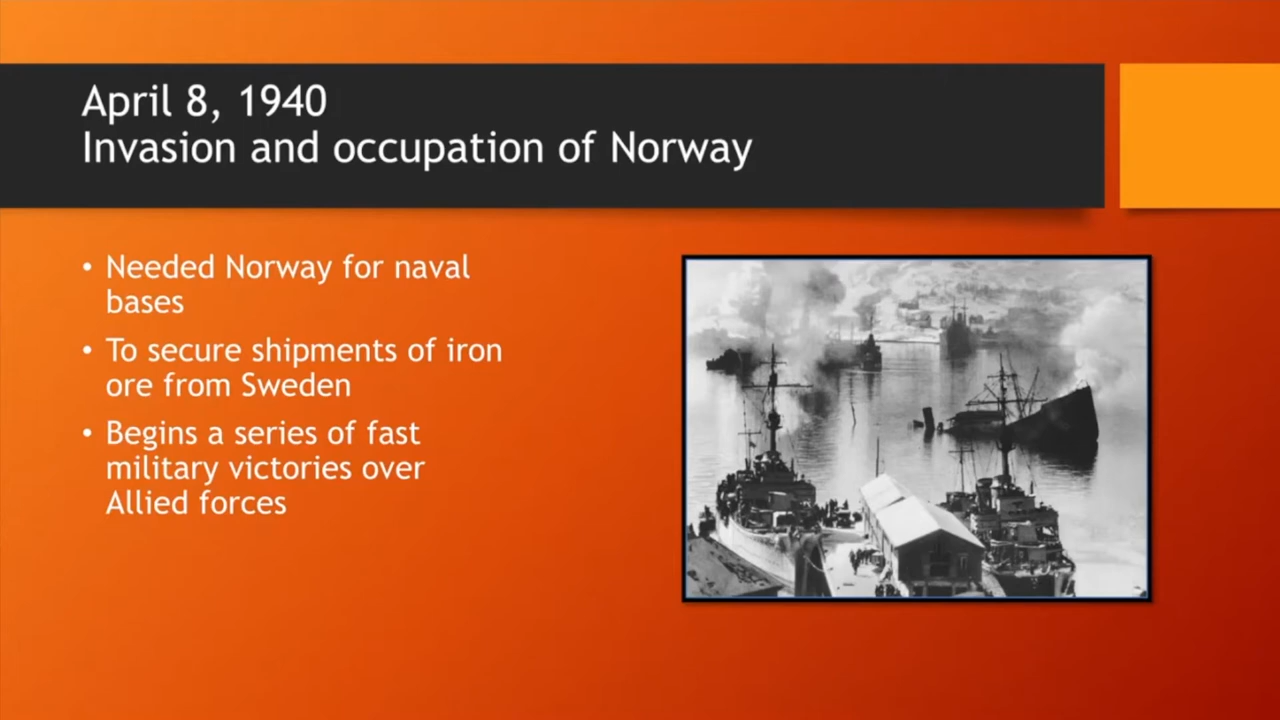 April 8, 1940
Invasion and occupation of Norway
• Needed Norway for naval
bases
• To secure shipments of iron
ore from Sweden
• Begins a series of fast
military victories over
Allied forces